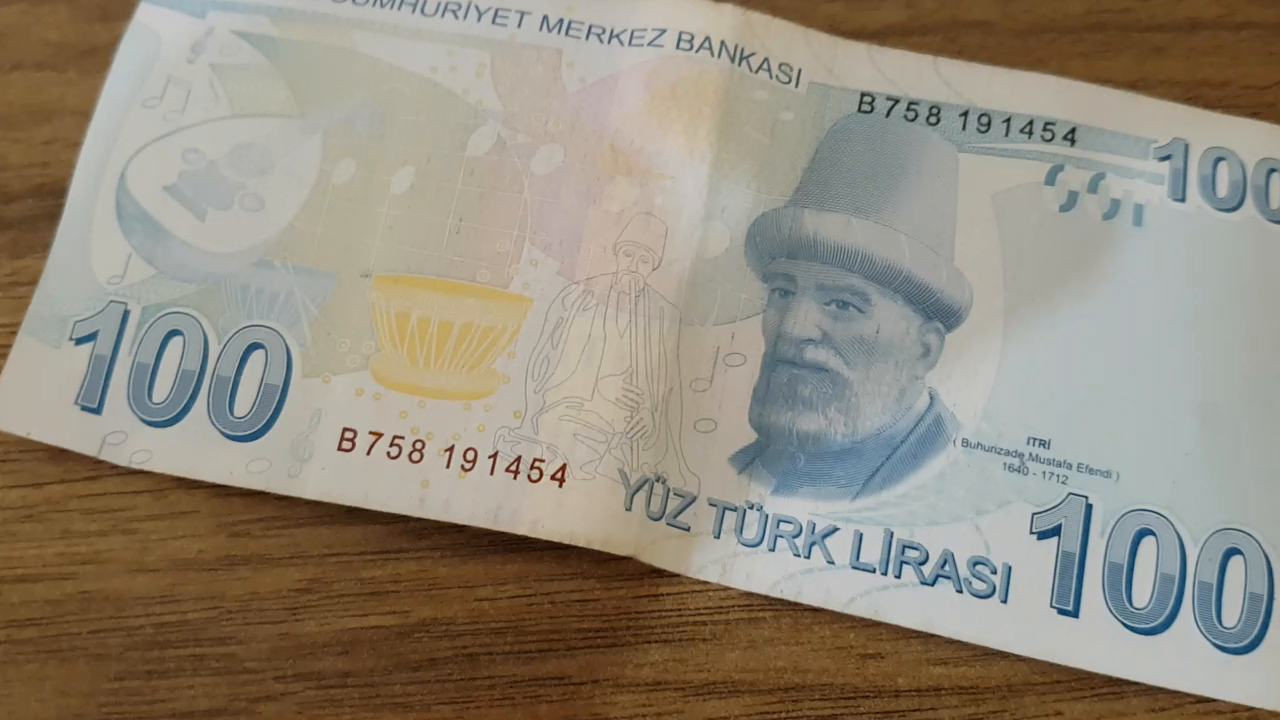 CUMHURİYET MERKEZ BANKASI
B758 191454
100
100
B758 191454
ITRİ
( Buhurizade Mustafa Efendi )
1640 - 1712
YÜZ TÜRK LİRASI
100